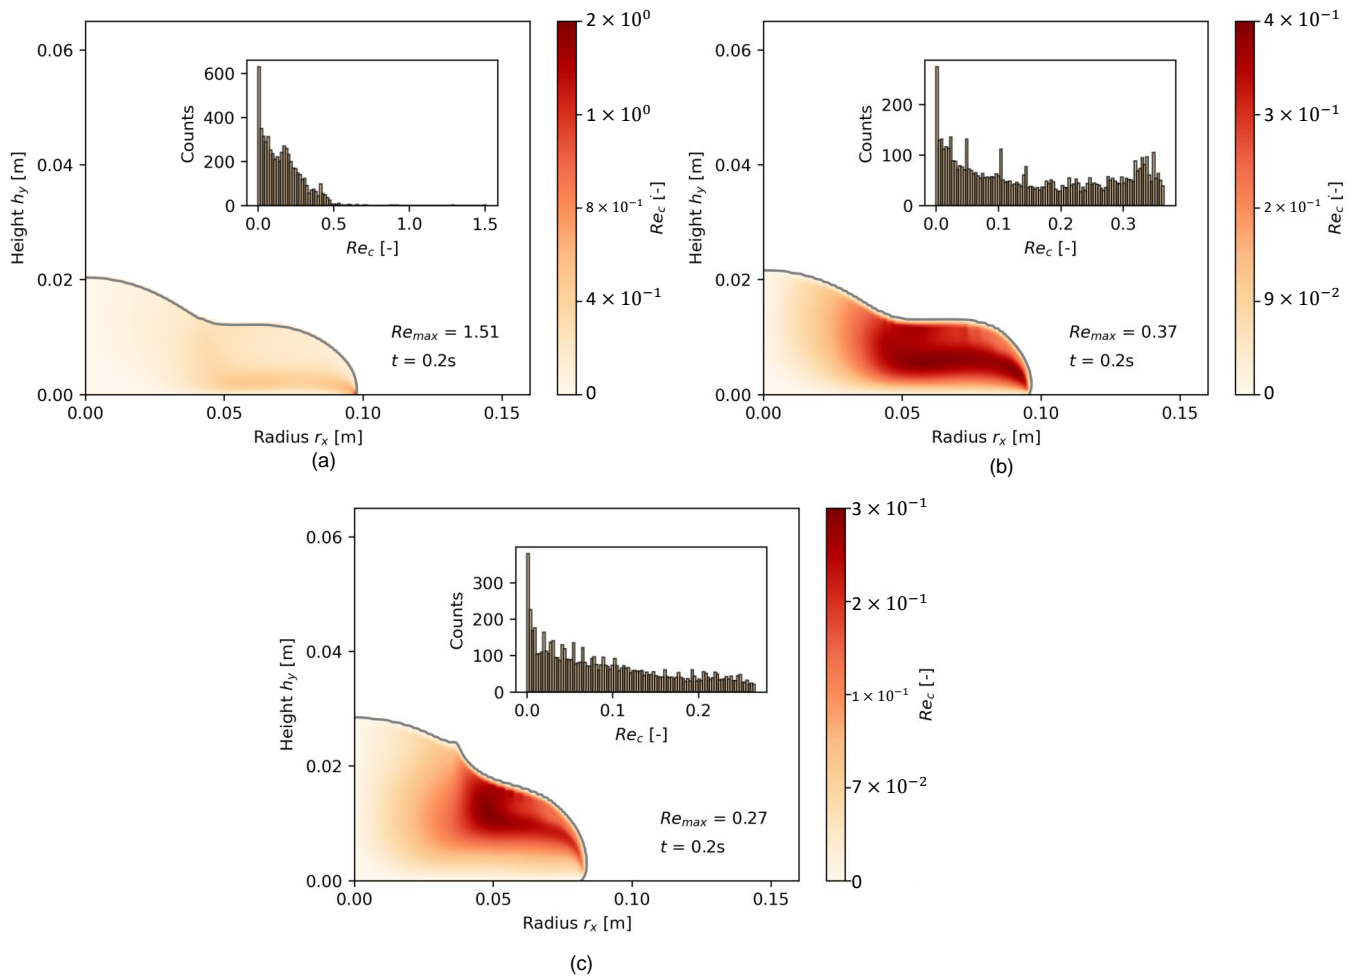 0.06
0.04
0.02
0.00
Height h_y [m]
0.00
0.05
0.10
0.15
Radius r_x [m]
600
400
200
0
Counts
0.0
0.5
1.0
1.5
Re_c [-]
Re_max = 1.51
t = 0.2s
2 × 10⁰
1 × 10⁰
8 × 10⁻¹
4 × 10⁻¹
0
Re_c [-]
(a)
0.06
0.04
0.02
0.00
Height h_y [m]
0.00
0.05
0.10
0.15
Radius r_x [m]
200
100
0
Counts
0.0
0.1
0.2
0.3
Re_c [-]
Re_max = 0.37
t = 0.2s
4 × 10⁻¹
3 × 10⁻¹
2 × 10⁻¹
9 × 10⁻²
0
Re_c [-]
(b)
0.06
0.04
0.02
0.00
Height h_y [m]
0.00
0.05
0.10
0.15
Radius r_x [m]
300
200
100
0
Counts
0.0
0.1
0.2
Re_c [-]
Re_max = 0.27
t = 0.2s
3 × 10⁻¹
2 × 10⁻¹
1 × 10⁻¹
7 × 10⁻²
0
Re_c [-]
(c)